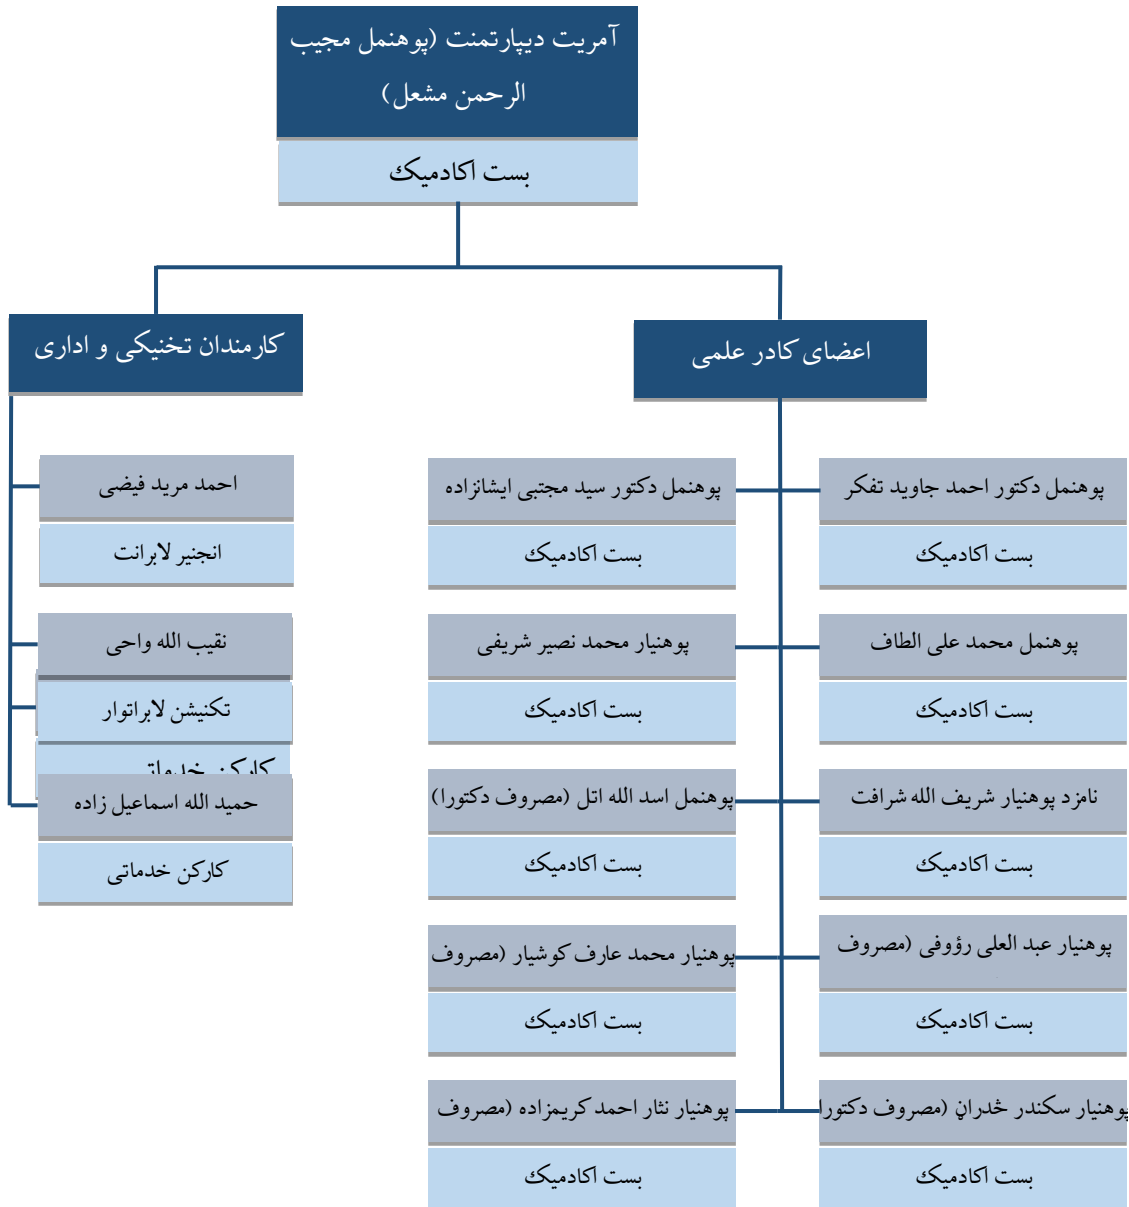 آمریت دیپارتمنت (پوهنمل مجیب
الرحمن مشعل)
بست اکادمیک
اعضای کادر علمی
کارمندان تخنیکی و اداری
پوهنمل دکتور احمد جاوید تفکر
بست اکادمیک
پوهنمل دکتور سید مجتبی ایشانزاده
بست اکادمیک
پوهنمل محمد علی الطاف
بست اکادمیک
پوهنیار محمد نصیر شریفی
بست اکادمیک
نامزد پوهنیار شریف الله شرافت
بست اکادمیک
پوهنمل اسد الله اتل (مصروف دکتورا)
بست اکادمیک
پوهنیار عبد العلی رؤوفی (مصروف
بست اکادمیک
پوهنیار محمد عارف کوشیار (مصروف
بست اکادمیک
پوهنیار سکندر ځدراڼ (مصروف دکتورا
بست اکادمیک
پوهنیار نثار احمد کریمزاده (مصروف
بست اکادمیک
احمد مرید فیضی
انجنیر لابرانت
نقیب الله واحی
تکنیشن لابراتوار
کارکن خدماتی
حمید الله اسماعیل زاده
کارکن خدماتی